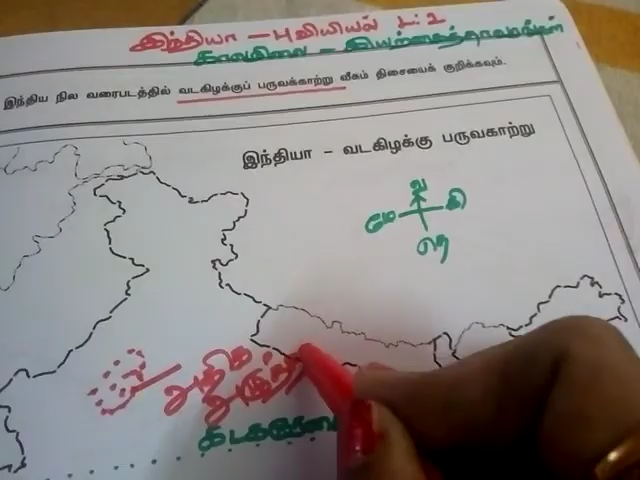 இந்தியா - புவியியல் L: 2
காலநிலை - இயற்கைத்தாவரங்கள்
இந்திய நில வரைபடத்தில் வடகிழக்குப் பருவக்காற்று வீசும் திசையைக் குறிக்கவும்.
இந்தியா - வடகிழக்கு பருவகாற்று
வ
மே கி
தெ
அதிக